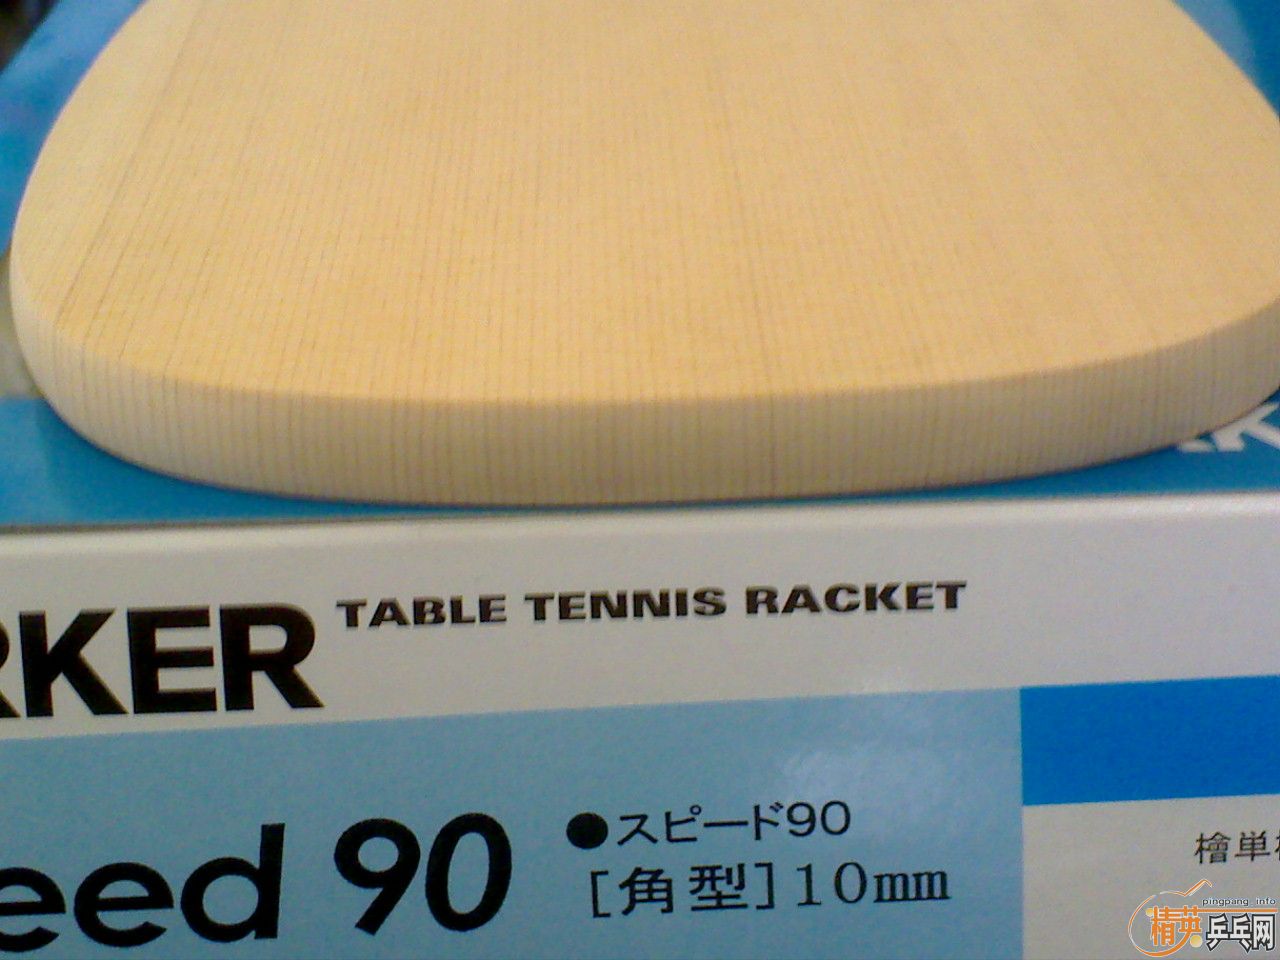 RKER TABLE TENNIS RACKET
eed 90
●スピード90
[角型]10mm
檜単
pingpang.info
精英乒乓网